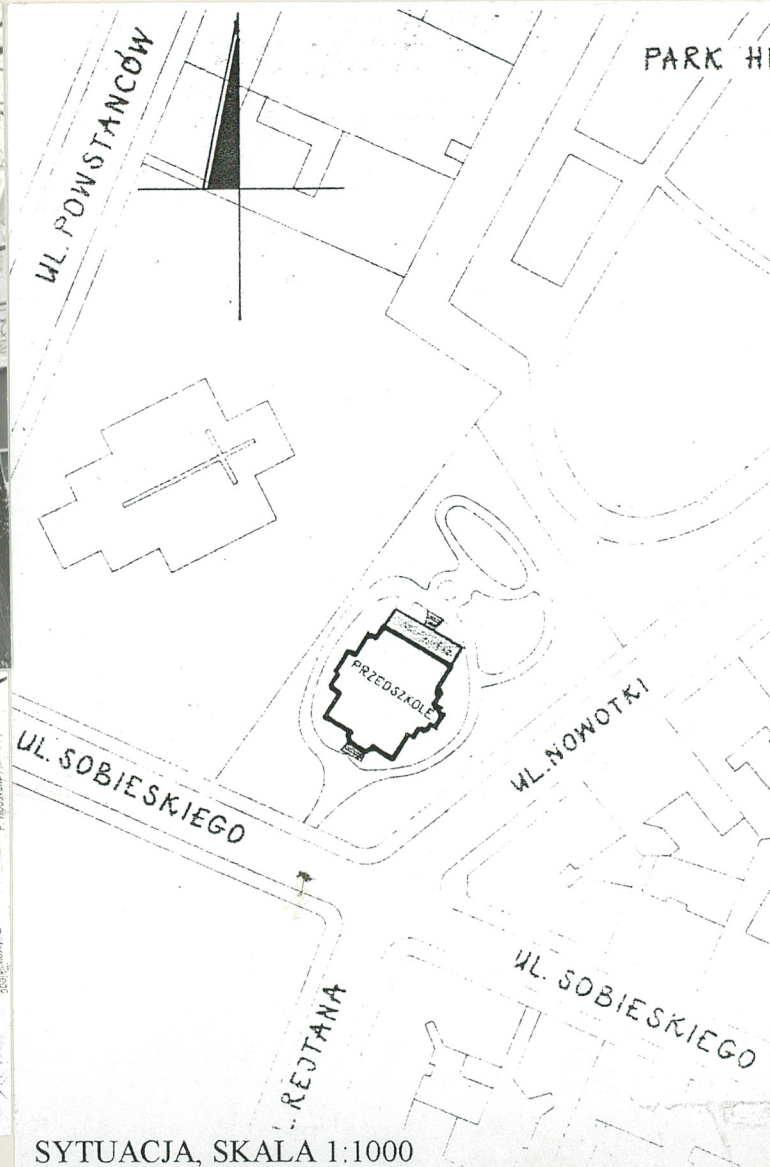 PARK
UL. POWSTAŃCÓW
PRZEDSZKOLE
UL. NOWOTKI
UL. SOBIESKIEGO
UL. SOBIESKIEGO
REJTANA
SYTUACJA, SKALA 1:1000